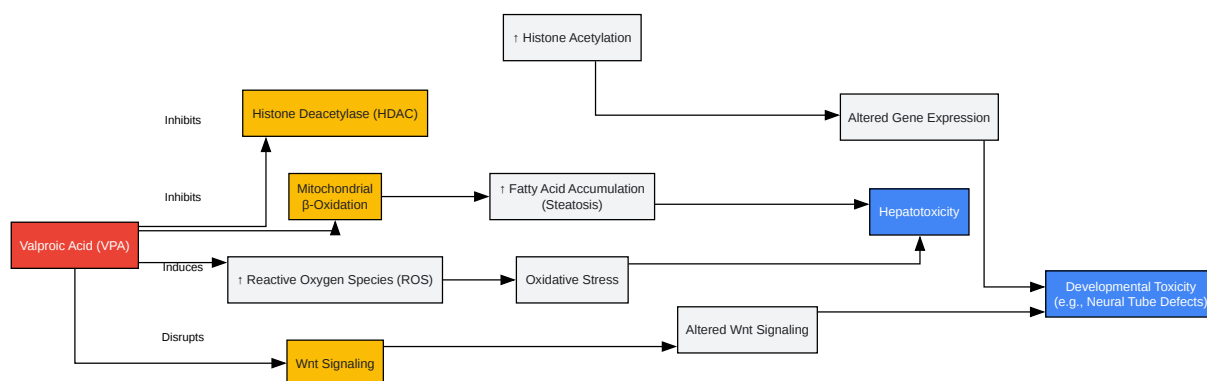 ↑ Histone Acetylation
Histone Deacetylase (HDAC)
Inhibits
Altered Gene Expression
Inhibits
Mitochondrial
β-Oxidation
↑ Fatty Acid Accumulation
(Steatosis)
Hepatotoxicity
Valproic Acid (VPA)
Induces
↑ Reactive Oxygen Species (ROS)
Oxidative Stress
Developmental Toxicity
(e.g., Neural Tube Defects)
Disrupts
Altered Wnt Signaling
Wnt Signaling